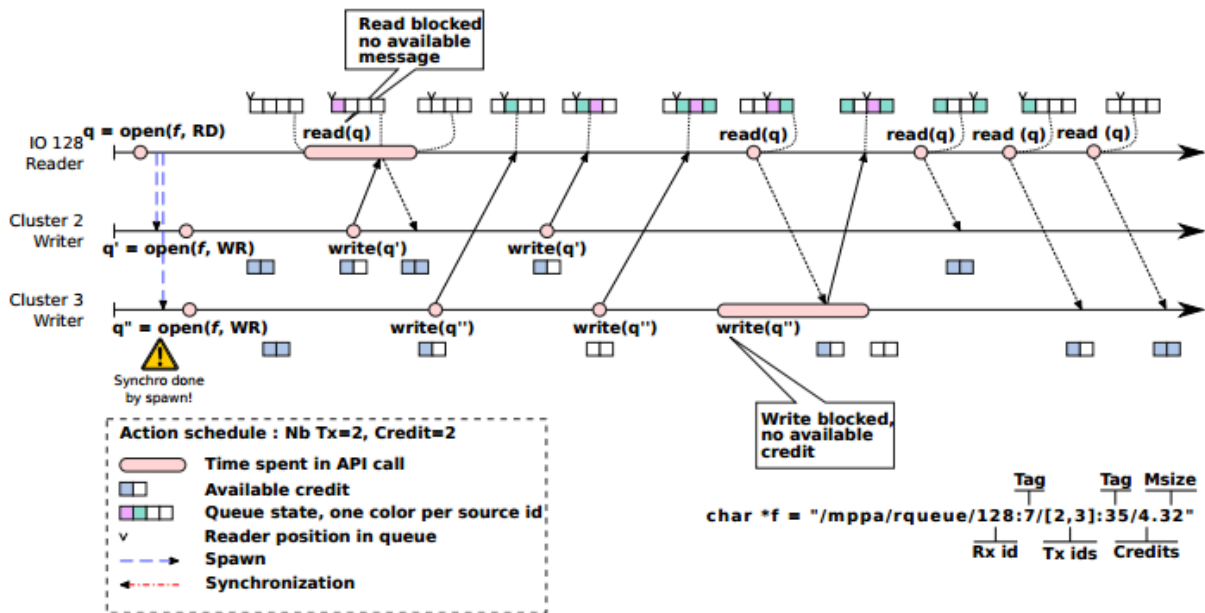 Read blocked
no available
message
q = open(f, RD)
read(q)
read(q)
read(q)
read (q)
read (q)
IO 128
Reader
Cluster 2
Writer
q' = open(f, WR)
write(q')
write(q')
Cluster 3
Writer
q" = open(f, WR)
write(q'')
write(q'')
write(q'')
Synchro done
by spawn!
Write blocked,
no available
credit
Action schedule : Nb Tx=2, Credit=2
Time spent in API call
Available credit
Queue state, one color per source id
Reader position in queue
Spawn
Synchronization
Tag Tag Msize
char *f = "/mppa/rqueue/128:7/[2,3]:35/4.32"
Rx id Tx ids Credits